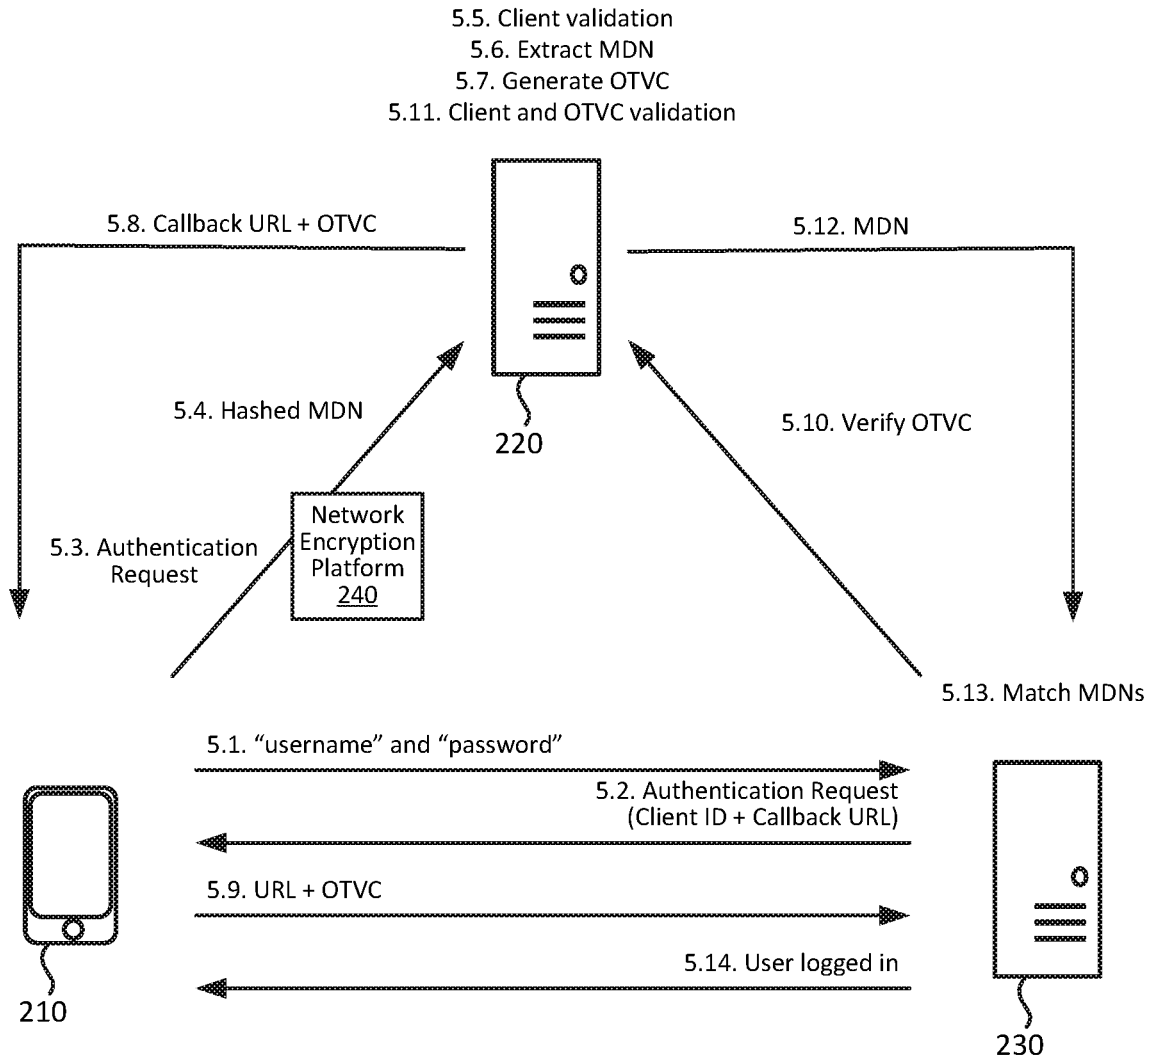 5.5. Client validation
5.6. Extract MDN
5.7. Generate OTVC
5.11. Client and OTVC validation
5.8. Callback URL + OTVC
5.12. MDN
5.4. Hashed MDN
5.10. Verify OTVC
220
Network
Encryption
Platform
240
5.3. Authentication
Request
5.13. Match MDNs
5.1. “username” and “password”
5.2. Authentication Request
(Client ID + Callback URL)
5.9. URL + OTVC
5.14. User logged in
210
230